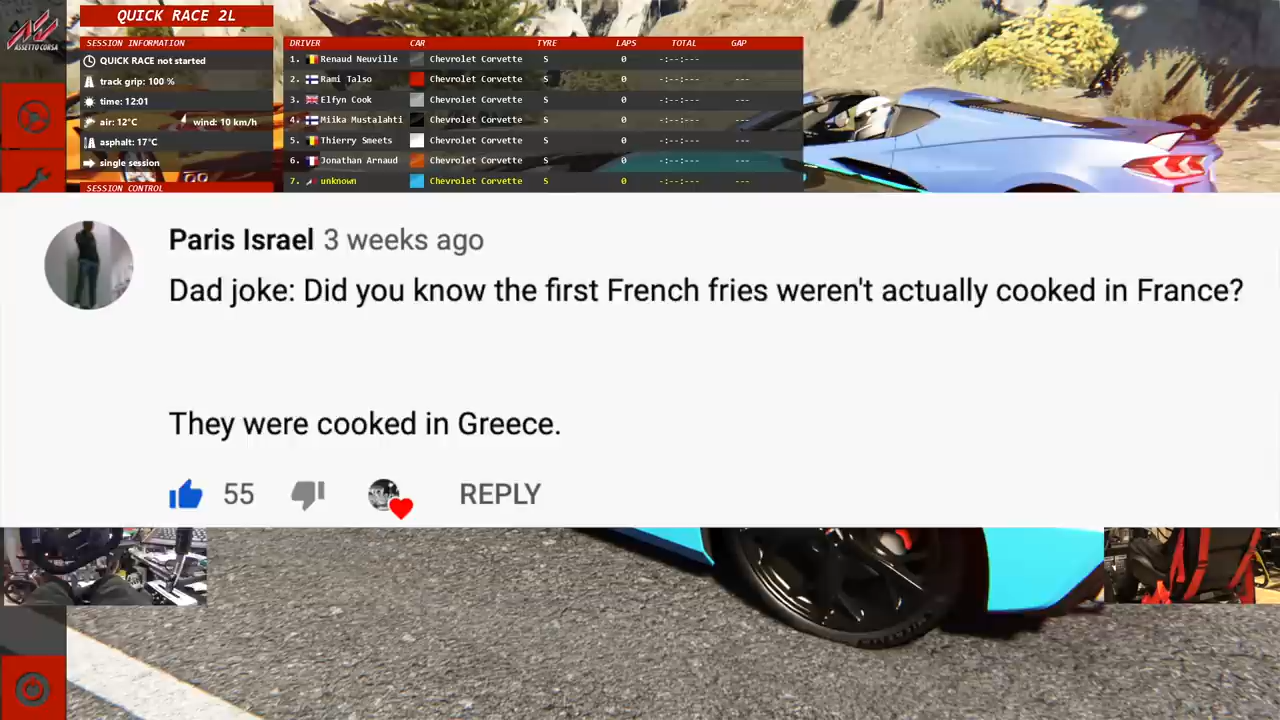 ASSETTO CORSA
QUICK RACE 2L
SESSION INFORMATION
QUICK RACE not started
track grip: 100 %
time: 12:01
air: 12°C wind: 10 km/h
asphalt: 17°C
single session
SESSION CONTROL
DRIVER CAR TYRE LAPS TOTAL GAP
1. Renaud Neuville Chevrolet Corvette S 0 -:--:---
2. Rami Talso Chevrolet Corvette S 0 -:--:--- ---
3. Elfyn Cook Chevrolet Corvette S 0 -:--:--- ---
4. Miika Mustalahti Chevrolet Corvette S 0 -:--:--- ---
5. Thierry Smeets Chevrolet Corvette S 0 -:--:--- ---
6. Jonathan Arnaud Chevrolet Corvette S 0 -:--:--- ---
7. unknown Chevrolet Corvette S 0 -:--:--- ---
Paris Israel 3 weeks ago
Dad joke: Did you know the first French fries weren't actually cooked in France?
They were cooked in Greece.
55 REPLY